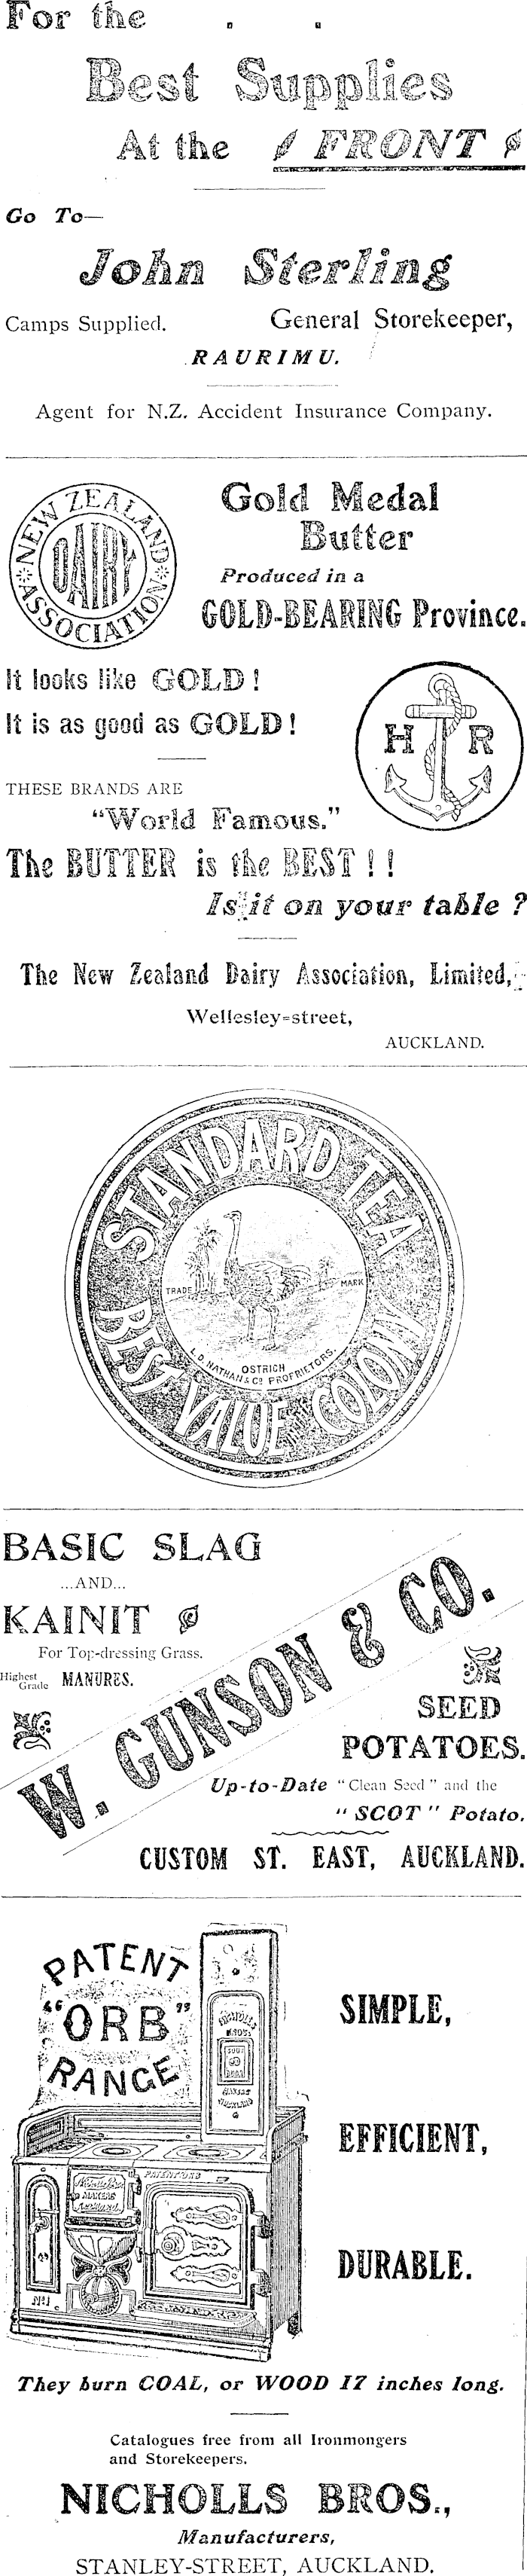 For the . .
Best Supplies
At the FRONT
Go To—
John Sterling
Camps Supplied. General Storekeeper,
RAURIMU.
Agent for N.Z. Accident Insurance Company.
NEW ZEALAND
DAIRY
ASSOCIATION
Gold Medal
Butter
Produced in a
GOLD-BEARING Province.
It looks like GOLD!
It is as good as GOLD!
H R
THESE BRANDS ARE
"World Famous."
The BUTTER is the BEST!!
Is it on your table?
The New Zealand Dairy Association, Limited,
Wellesley=street,
AUCKLAND.
STANDARD TEA
TRADE MARK
OSTRICH
L.D. NATHAN & Co PROPRIETORS.
BEST VALUE COLONY
BASIC SLAG
...AND...
KAINIT
For Top-dressing Grass.
Highest Grade MANURES.
W. GUNSON & CO.
SEED
POTATOES.
Up-to-Date "Clean Seed" and the
"SCOT" Potato.
CUSTOM ST. EAST, AUCKLAND.
PATENT
"ORB"
RANGE
SIMPLE,
EFFICIENT,
DURABLE.
NICHOLLS
BROS
PATENT ORB
MAKERS
No 1
They burn COAL, or WOOD 17 inches long.
Catalogues free from all Ironmongers
and Storekeepers.
NICHOLLS BROS.,
Manufacturers,
STANLEY-STREET, AUCKLAND.